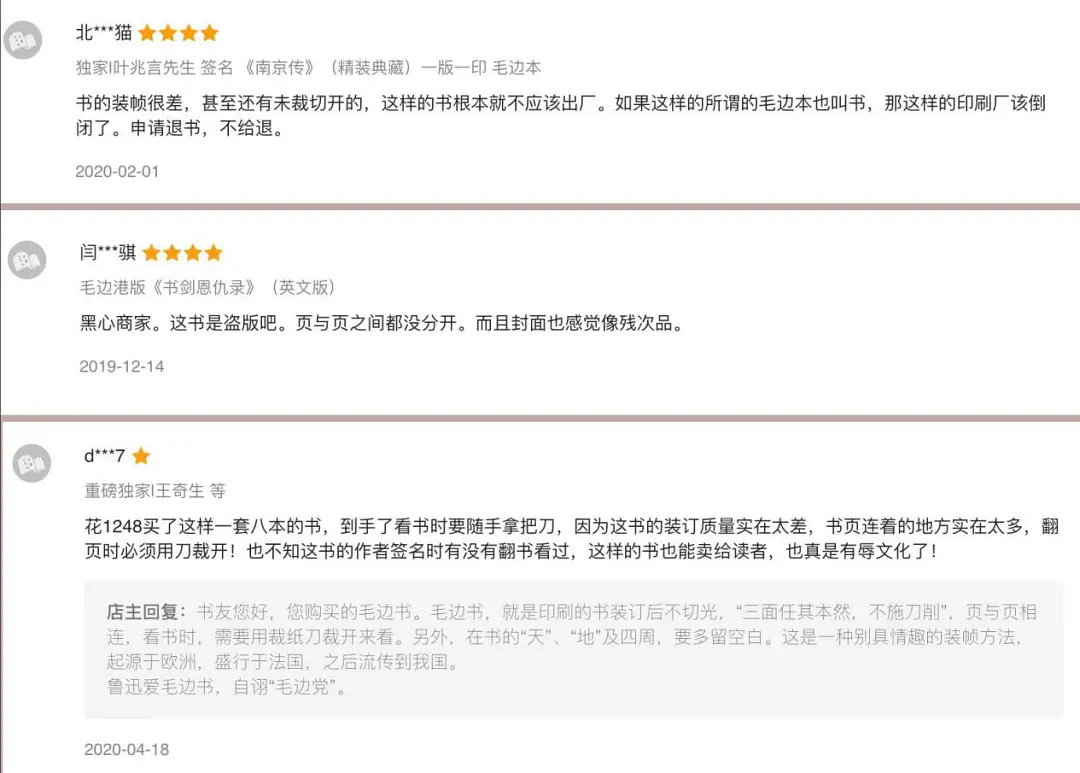 北***猫
独家|叶兆言先生 签名 《南京传》（精装典藏）一版一印 毛边本
书的装帧很差，甚至还有未裁切开的，这样的书根本就不应该出厂。如果这样的所谓的毛边本也叫书，那这样的印刷厂该倒
闭了。申请退书，不给退。
2020-02-01
闫***骐
毛边港版《书剑恩仇录》（英文版）
黑心商家。这书是盗版吧。页与页之间都没分开。而且封面也感觉像残次品。
2019-12-14
d***7
重磅独家|王奇生 等
花1248买了这样一套八本的书，到手了看书时要随手拿把刀，因为这书的装订质量实在太差，书页连着的地方实在太多，翻
页时必须用刀裁开！也不知这书的作者签名时有没有翻书看过，这样的书也能卖给读者，也真是有辱文化了！
店主回复：书友您好，您购买的毛边书。毛边书，就是印刷的书装订后不切光，“三面任其本然，不施刀削”，页与页相
连，看书时，需要用裁纸刀裁开来看。另外，在书的“天”、“地”及四周，要多留空白。这是一种别具情趣的装帧方法，
起源于欧洲，盛行于法国，之后流传到我国。
鲁迅爱毛边书，自诩“毛边党”。
2020-04-18